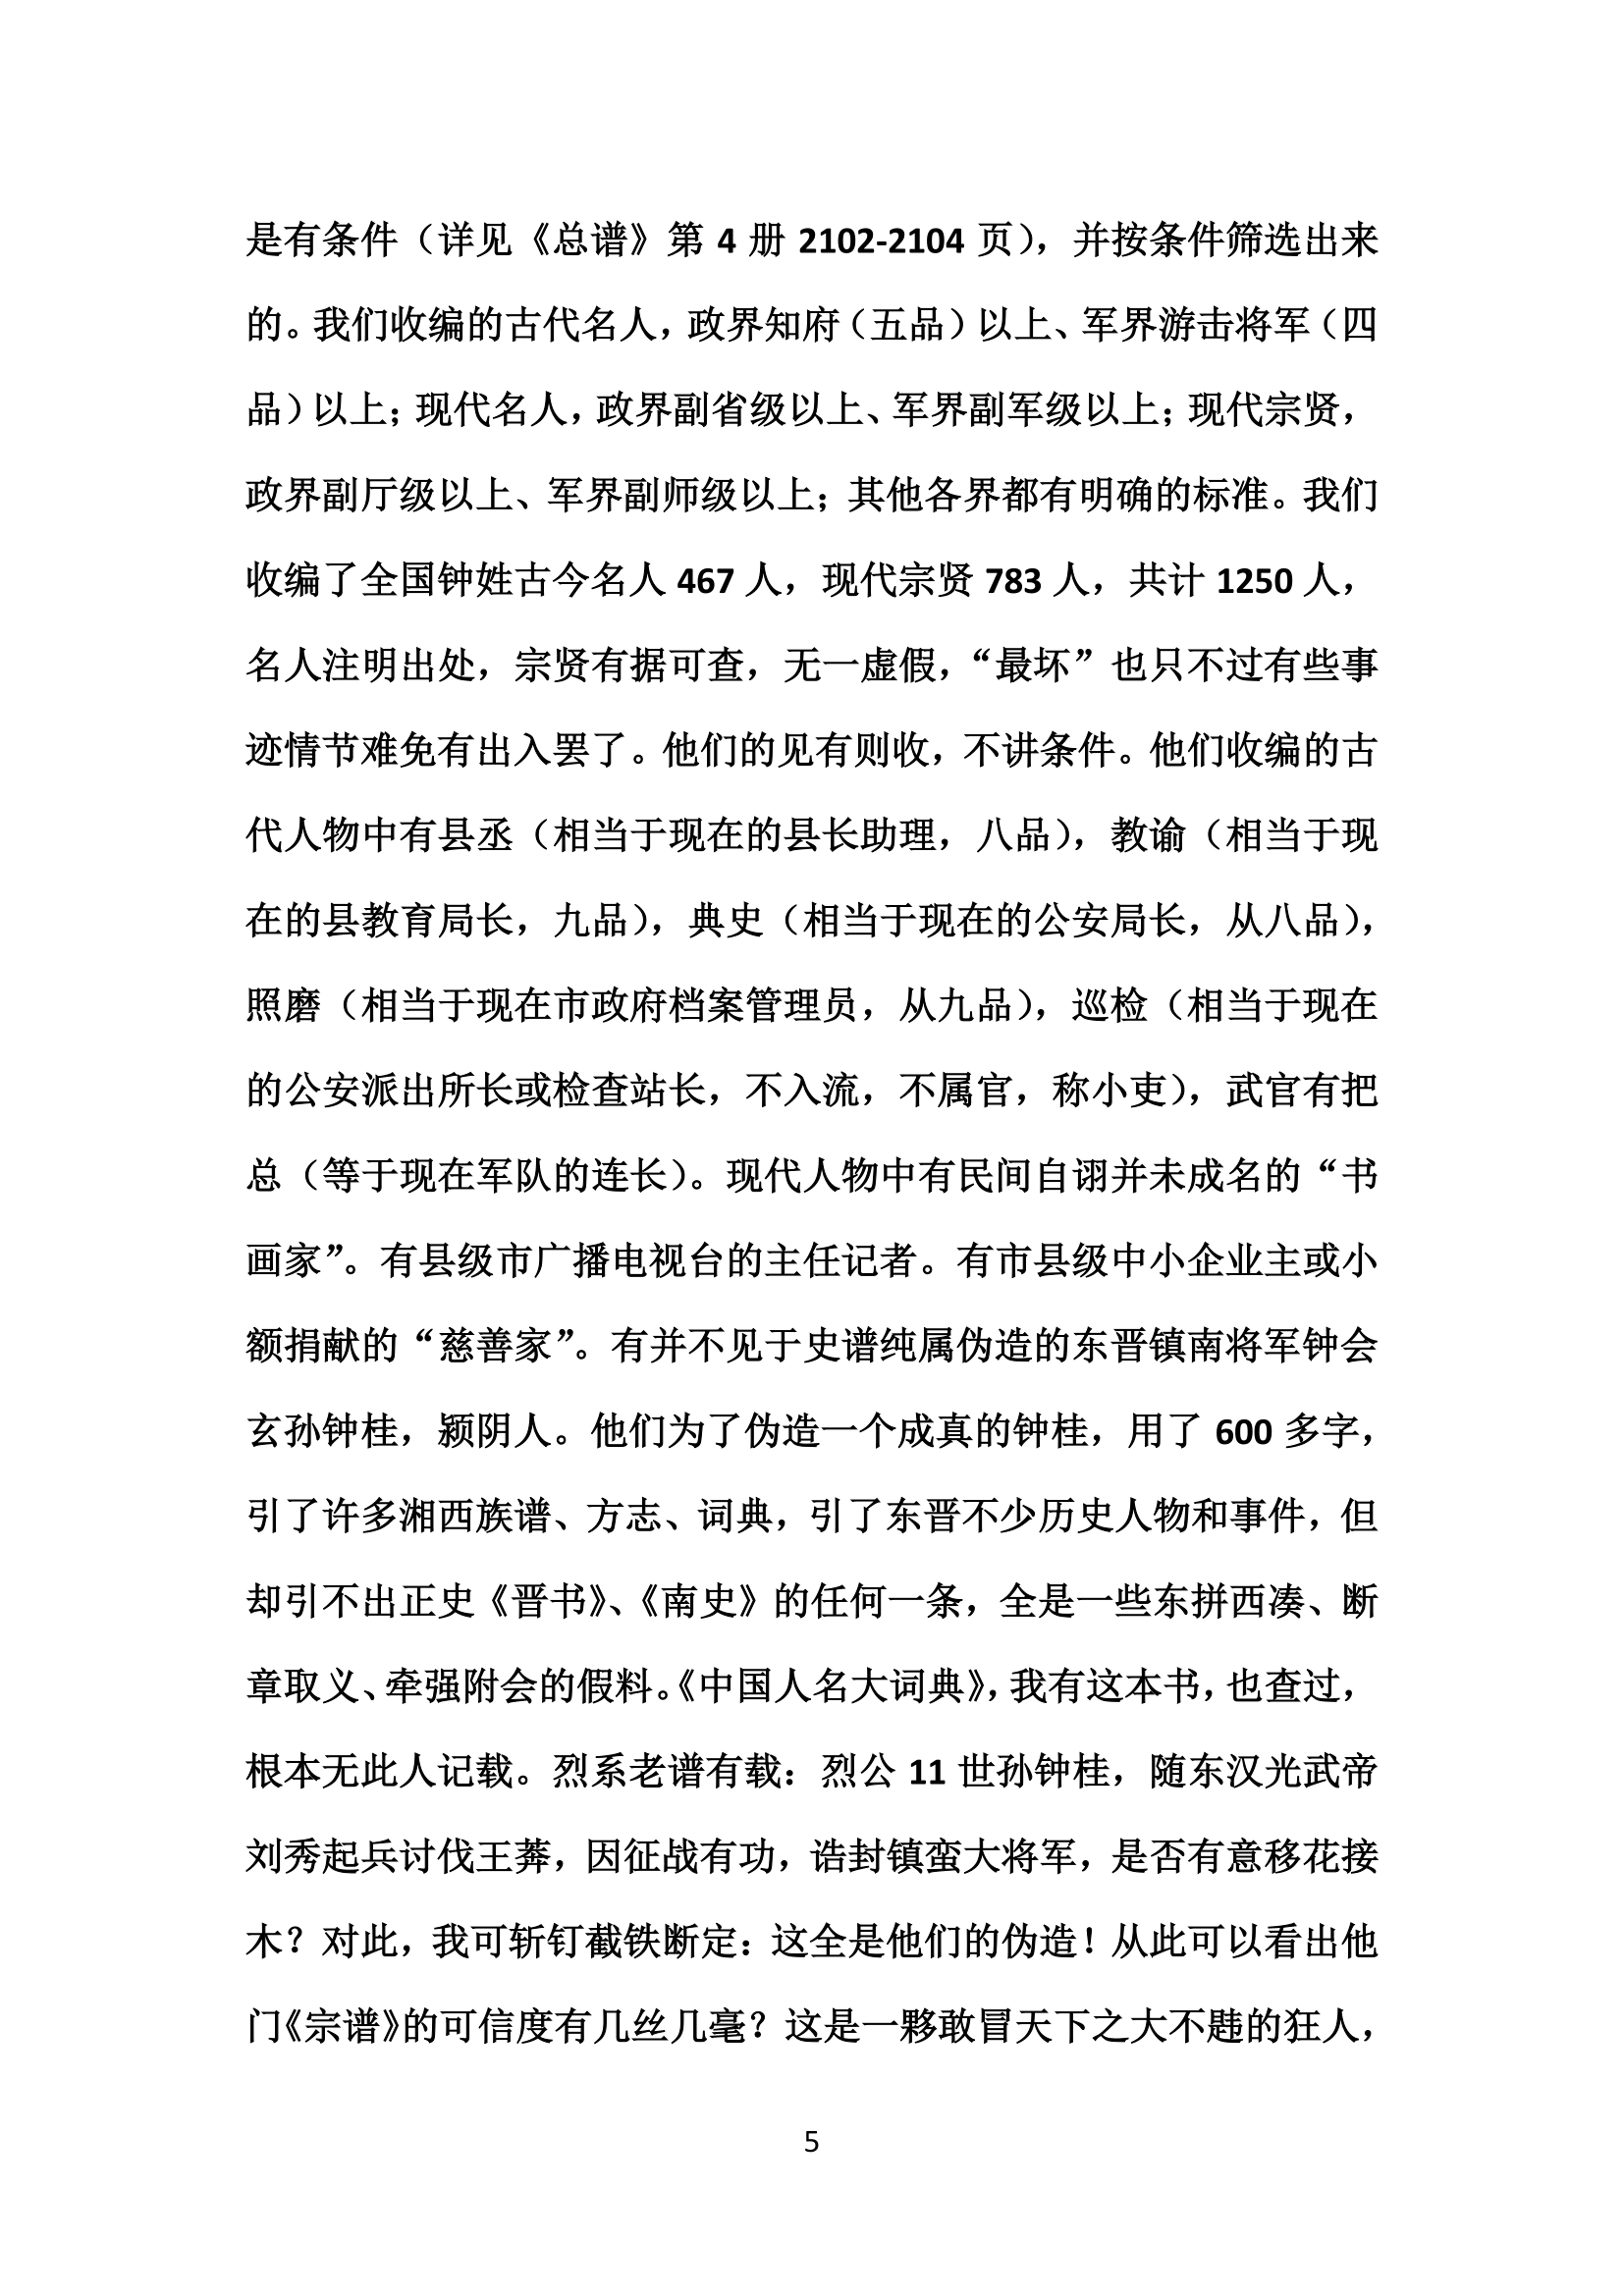 是有条件（详见《总谱》第 4 册 2102-2104 页），并按条件筛选出来
的。我们收编的古代名人，政界知府（五品）以上、军界游击将军（四
品）以上；现代名人，政界副省级以上、军界副军级以上；现代宗贤，
政界副厅级以上、军界副师级以上；其他各界都有明确的标准。我们
收编了全国钟姓古今名人 467 人，现代宗贤 783 人，共计 1250 人，
名人注明出处，宗贤有据可查，无一虚假，“最坏”也只不过有些事
迹情节难免有出入罢了。他们的见有则收，不讲条件。他们收编的古
代人物中有县丞（相当于现在的县长助理，八品），教谕（相当于现
在的县教育局长，九品），典史（相当于现在的公安局长，从八品），
照磨（相当于现在市政府档案管理员，从九品），巡检（相当于现在
的公安派出所长或检查站长，不入流，不属官，称小吏），武官有把
总（等于现在军队的连长）。现代人物中有民间自诩并未成名的“书
画家”。有县级市广播电视台的主任记者。有市县级中小企业主或小
额捐献的“慈善家”。有并不见于史谱纯属伪造的东晋镇南将军钟会
玄孙钟桂，颍阴人。他们为了伪造一个成真的钟桂，用了 600 多字，
引了许多湘西族谱、方志、词典，引了东晋不少历史人物和事件，但
却引不出正史《晋书》、《南史》的任何一条，全是一些东拼西凑、断
章取义、牵强附会的假料。《中国人名大词典》，我有这本书，也查过，
根本无此人记载。烈系老谱有载：烈公 11 世孙钟桂，随东汉光武帝
刘秀起兵讨伐王莽，因征战有功，诰封镇蛮大将军，是否有意移花接
木？对此，我可斩钉截铁断定：这全是他们的伪造！从此可以看出他
门《宗谱》的可信度有几丝几毫？这是一夥敢冒天下之大不韪的狂人，
5